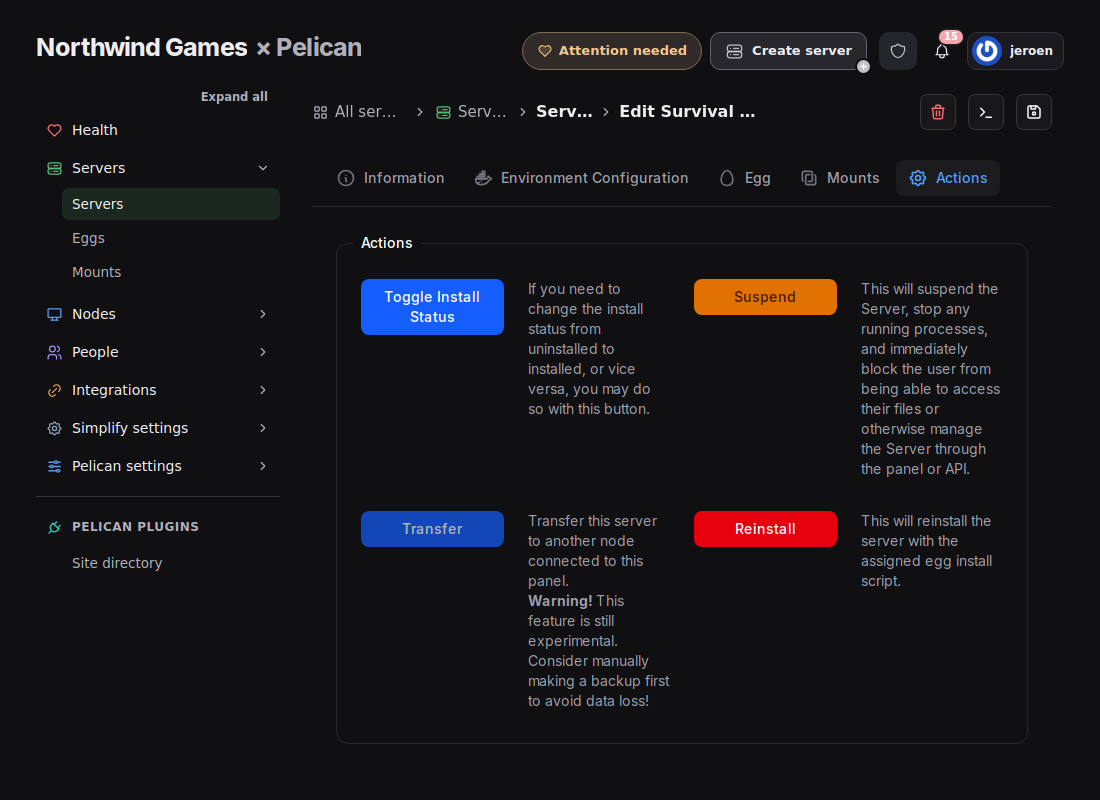 Northwind Games × Pelican
Attention needed
Create server
15
jeroen
Expand all
Health
Servers
Servers
Eggs
Mounts
Nodes
People
Integrations
Simplify settings
Pelican settings
PELICAN PLUGINS
Site directory
All ser... > Serv... > Serv... > Edit Survival ...
Information
Environment Configuration
Egg
Mounts
Actions
Actions
Toggle Install
Status
If you need to
change the install
status from
uninstalled to
installed, or vice
versa, you may do
so with this button.
Suspend
This will suspend the
Server, stop any
running processes,
and immediately
block the user from
being able to access
their files or
otherwise manage
the Server through
the panel or API.
Transfer
Transfer this server
to another node
connected to this
panel.
Warning! This
feature is still
experimental.
Consider manually
making a backup first
to avoid data loss!
Reinstall
This will reinstall the
server with the
assigned egg install
script.